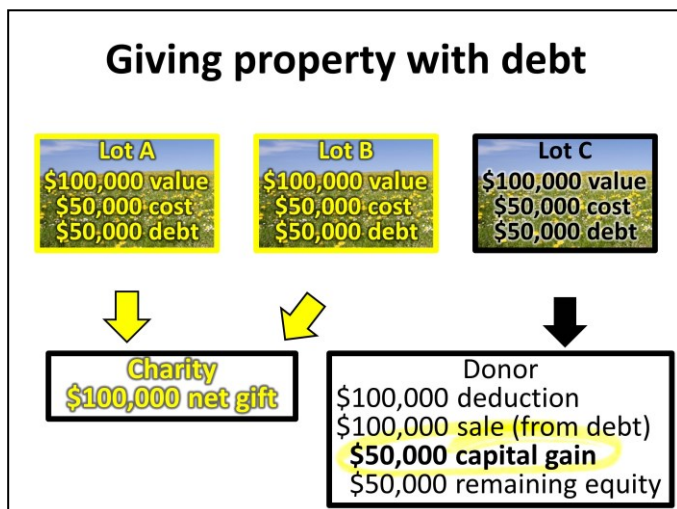 Giving property with debt
Lot A
$100,000 value
$50,000 cost
$50,000 debt
Lot B
$100,000 value
$50,000 cost
$50,000 debt
Lot C
$100,000 value
$50,000 cost
$50,000 debt
Charity
$100,000 net gift
Donor
$100,000 deduction
$100,000 sale (from debt)
$50,000 capital gain
$50,000 remaining equity